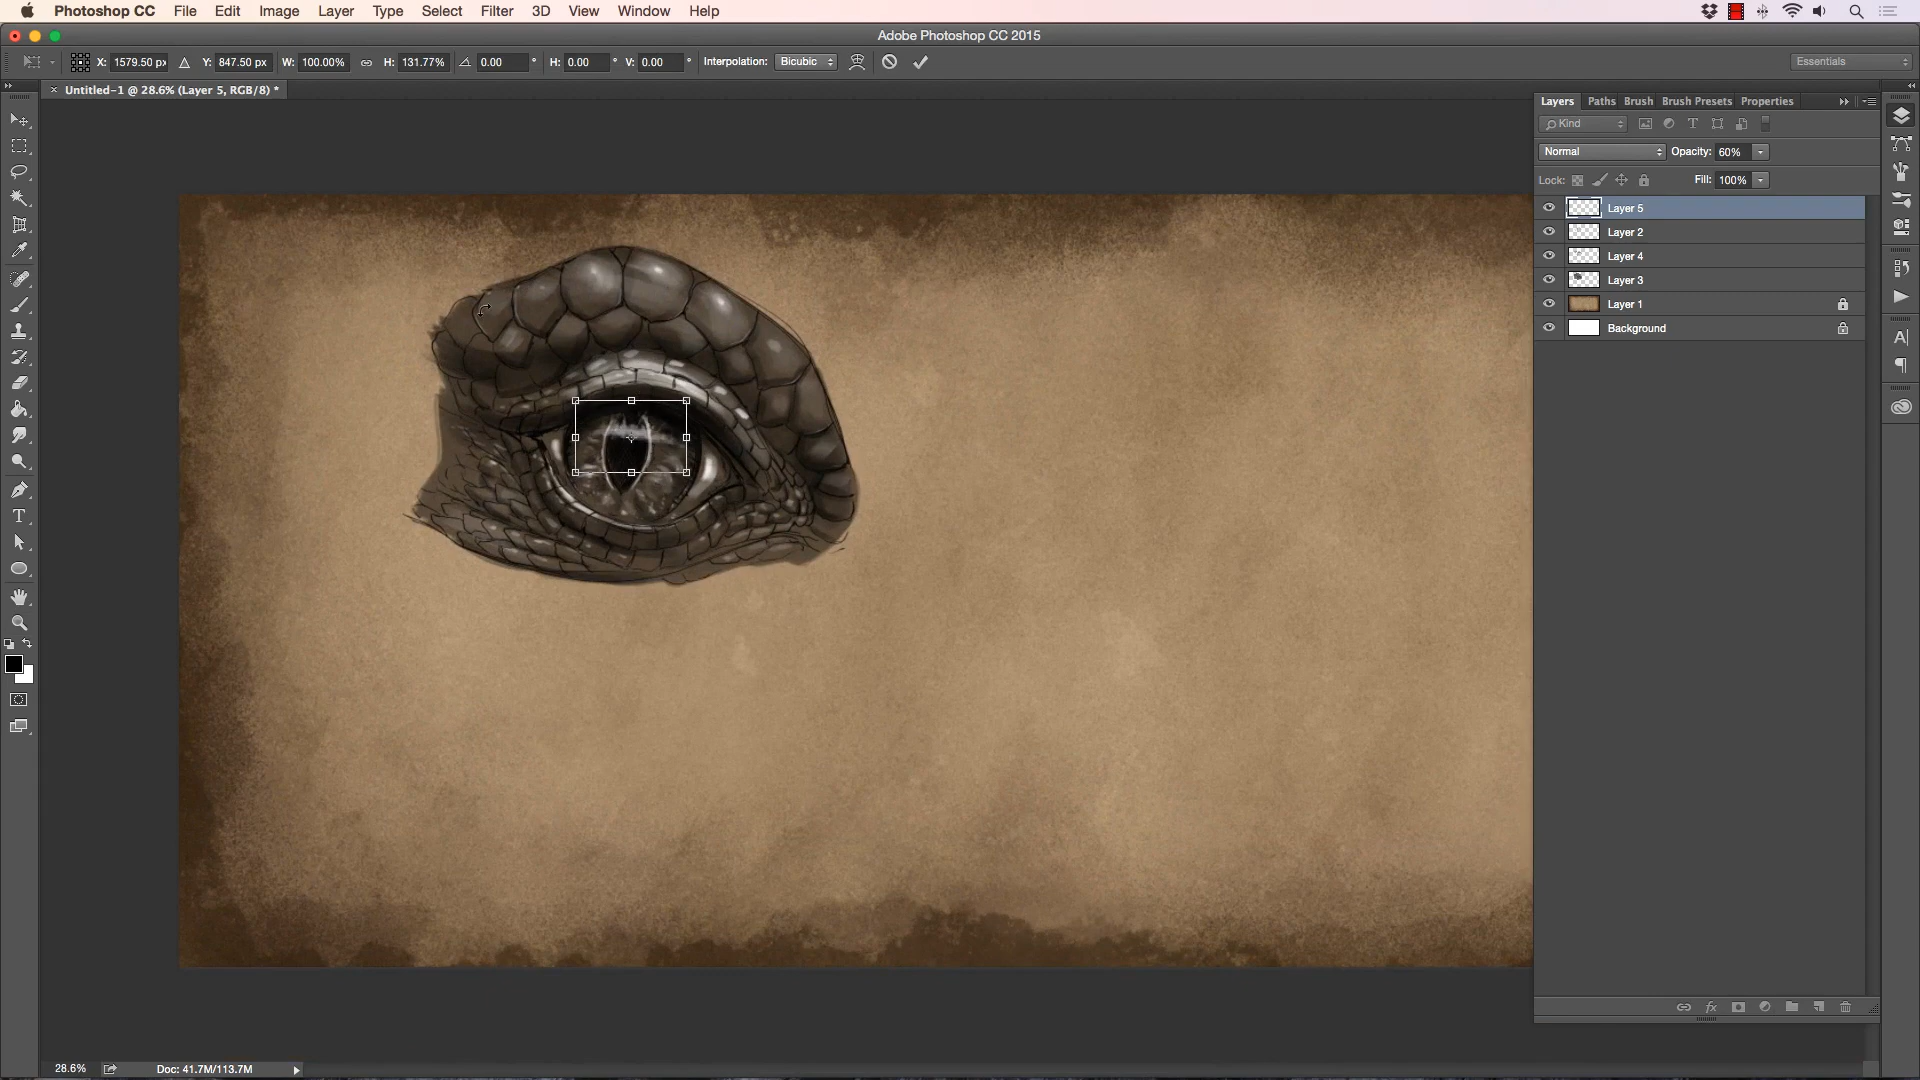 Photoshop CC File Edit Image Layer Type Select Filter 3D View Window Help
Adobe Photoshop CC 2015
X: 1579.50 px Y: 847.50 px W: 100.00% H: 131.77% 0.00 ° H: 0.00 ° V: 0.00 ° Interpolation: Bicubic Essentials
Untitled-1 @ 28.6% (Layer 5, RGB/8) *
Layers Paths Brush Brush Presets Properties
Kind
Normal Opacity: 60%
Lock: Fill: 100%
Layer 5
Layer 2
Layer 4
Layer 3
Layer 1
Background
28.6% Doc: 41.7M/113.7M